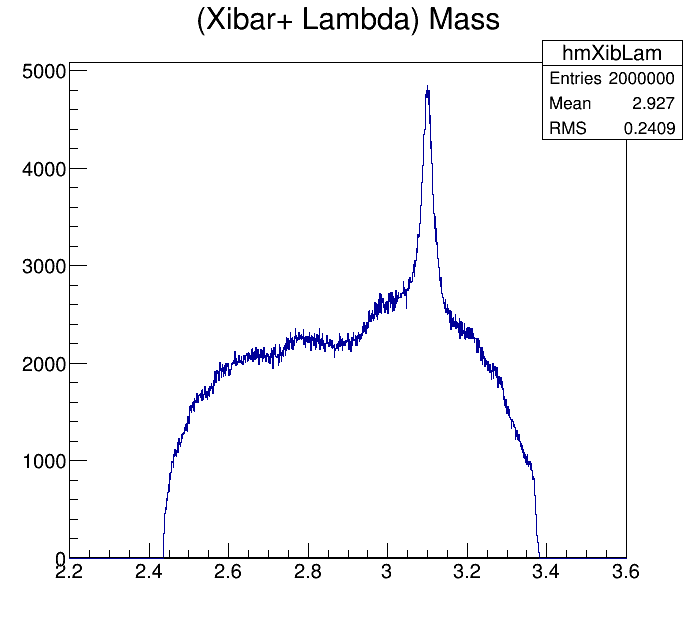 (Xibar+ Lambda) Mass
hmXibLam
Entries 2000000
Mean 2.927
RMS 0.2409
5000
4000
3000
2000
1000
0
2.2 2.4 2.6 2.8 3 3.2 3.4 3.6